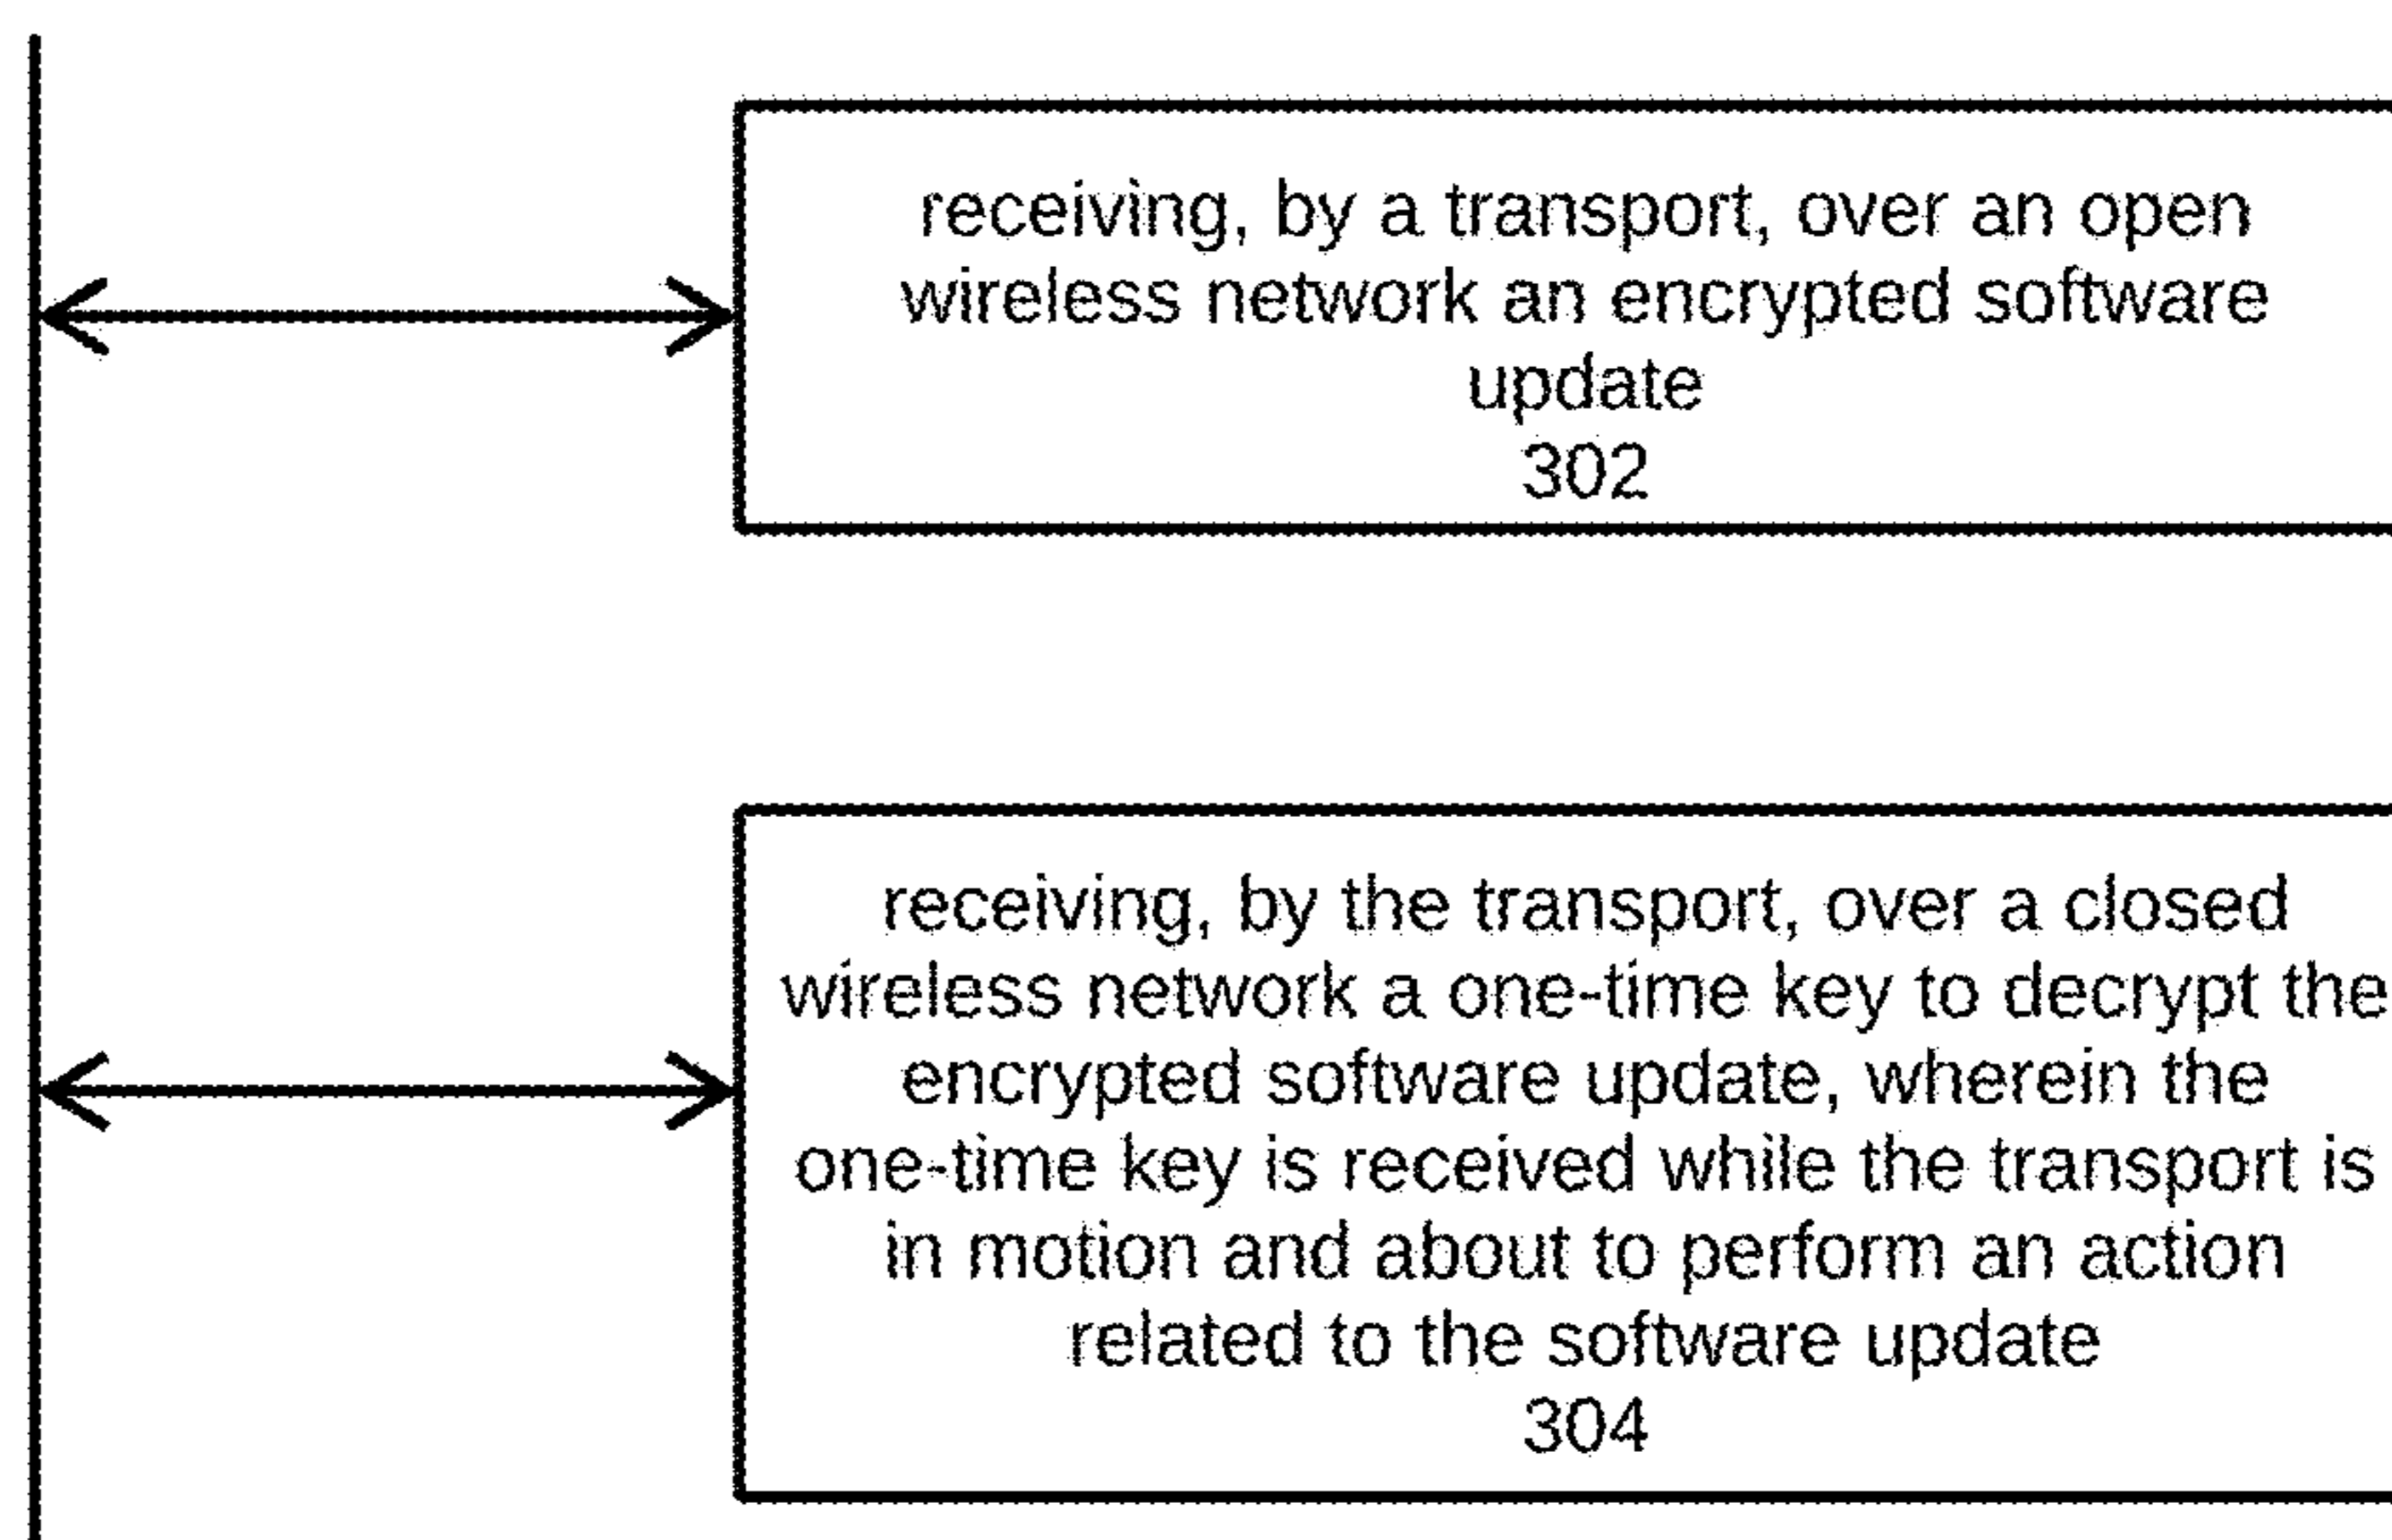 receiving, by a transport, over an open
wireless network an encrypted software
update
302
receiving, by the transport, over a closed
wireless network a one-time key to decrypt the
encrypted software update, wherein the
one-time key is received while the transport is
in motion and about to perform an action
related to the software update
304